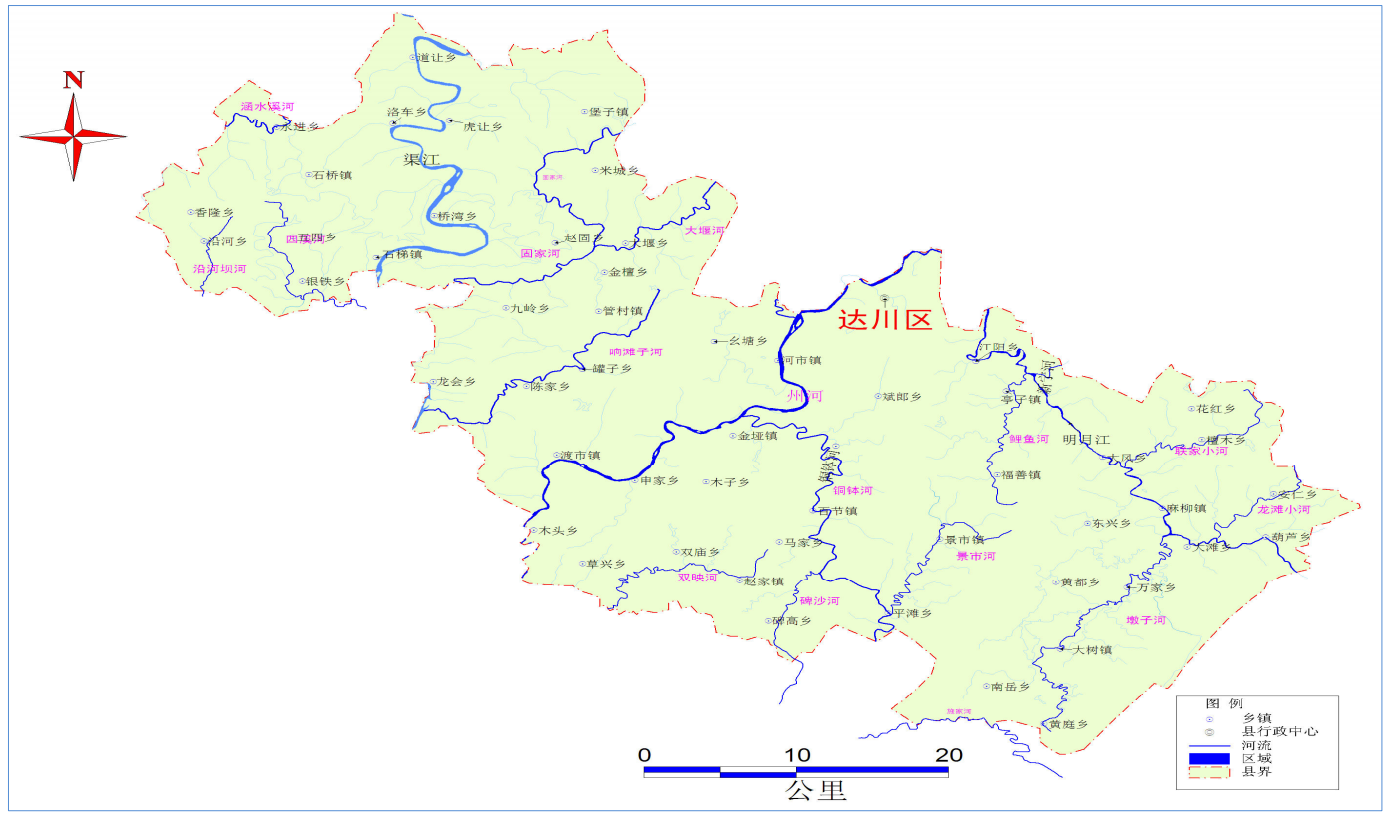 N
道让乡
涵水溪河
洛车乡
堡子镇
永进乡
虎让乡
渠江
石桥镇
米城乡
香隆乡
桥湾乡
大堰河
沿河乡
赵固乡
大堰乡
石梯镇
固家河
沿河坝河
金檀乡
银铁乡
九岭乡
管村镇
达川区
幺塘乡
江阳乡
响滩子河
河市镇
罐子乡
龙会乡
陈家乡
州河
斌郎乡
亭子镇
花红乡
金垭镇
鲤鱼河
明月江
檀木乡
渡市镇
大风乡
申家乡
木子乡
福善镇
铜钵河
安仁乡
百节镇
麻柳镇
龙滩小河
木头乡
东兴乡
景市镇
葫芦乡
马家乡
大滩乡
双庙乡
景市河
草兴乡
双映河
赵家镇
黄都乡
万家乡
碑沙河
平滩乡
碑高乡
墩子河
大树镇
南岳乡
黄庭乡
图 例
乡镇
县行政中心
河流
区域
县界
0 10 20
公里